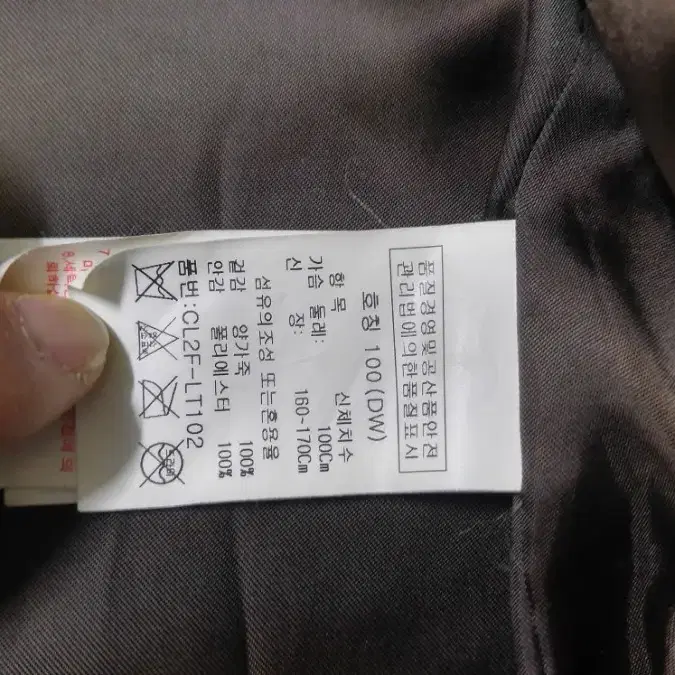 품질경영및공산품안전
관리법에의한품질표시
호칭 100 (DW)
항목 신체치수
가슴 둘레: 100Cm
신 장: 160~170Cm
섬유의조성 또는혼용율
겉감 양가죽 100%
안감 폴리에스터 100%
품번:CL2F-LT102
드라이